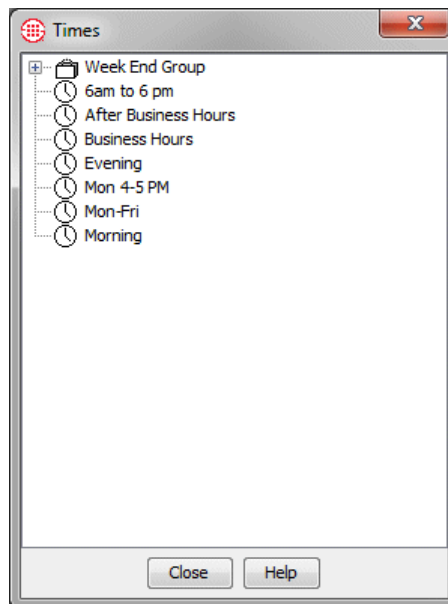 Times
Week End Group
6am to 6 pm
After Business Hours
Business Hours
Evening
Mon 4-5 PM
Mon-Fri
Morning
Close
Help